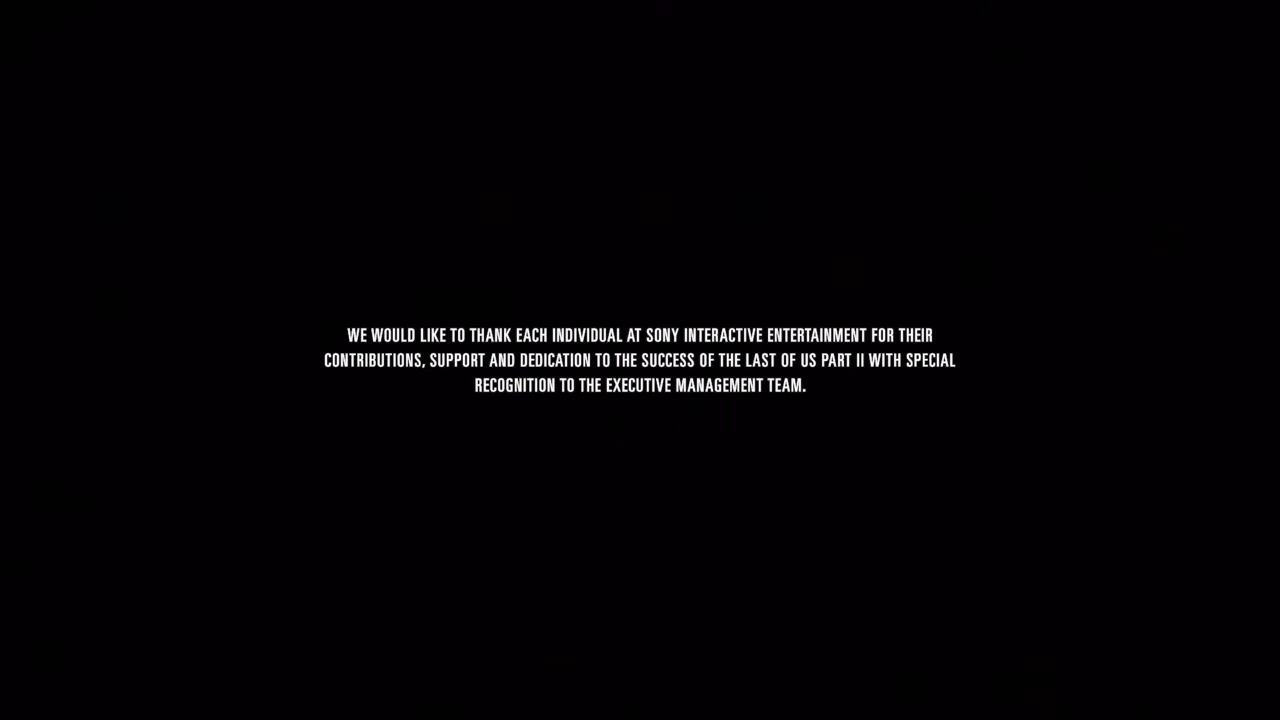 WE WOULD LIKE TO THANK EACH INDIVIDUAL AT SONY INTERACTIVE ENTERTAINMENT FOR THEIR
CONTRIBUTIONS, SUPPORT AND DEDICATION TO THE SUCCESS OF THE LAST OF US PART II WITH SPECIAL
RECOGNITION TO THE EXECUTIVE MANAGEMENT TEAM.